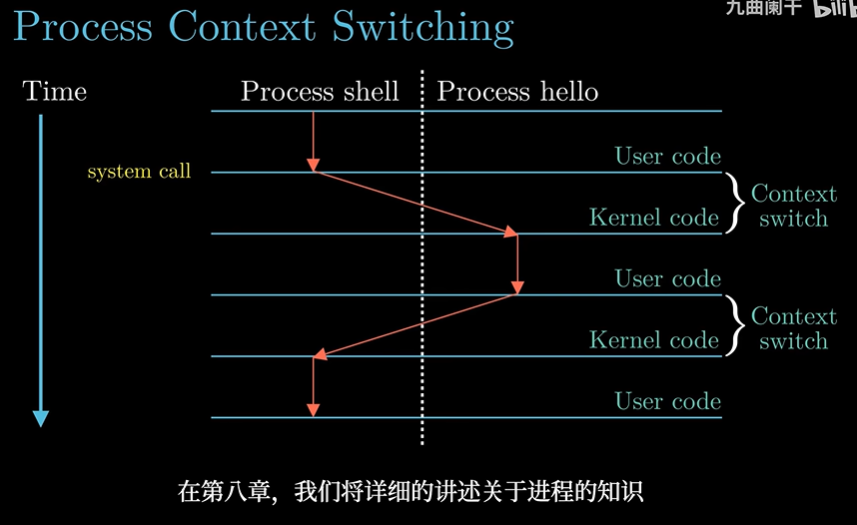 九曲阑干 bilib
Process Context Switching
Time
Process shell
Process hello
User code
system call
Context
switch
Kernel code
User code
Context
switch
Kernel code
User code
在第八章，我们将详细的讲述关于进程的知识